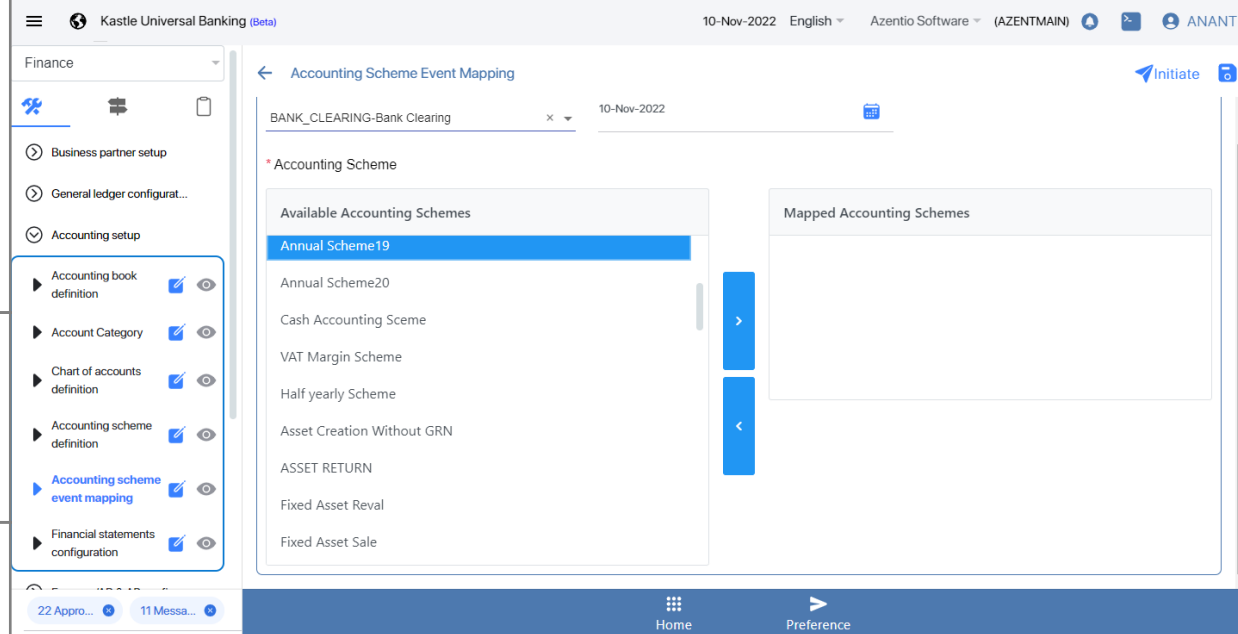 Kastle Universal Banking (Beta)
10-Nov-2022 English Azentio Software (AZENTMAIN) ANANT
Finance
Accounting Scheme Event Mapping
Initiate
BANK_CLEARING-Bank Clearing
10-Nov-2022
* Accounting Scheme
Business partner setup
General ledger configurat...
Accounting setup
Accounting book
definition
Account Category
Chart of accounts
definition
Accounting scheme
definition
Accounting scheme
event mapping
Financial statements
configuration
Available Accounting Schemes
Annual Scheme19
Annual Scheme20
Cash Accounting Sceme
VAT Margin Scheme
Half yearly Scheme
Asset Creation Without GRN
ASSET RETURN
Fixed Asset Reval
Fixed Asset Sale
Mapped Accounting Schemes
22 Appro...
11 Messa...
Home
Preference